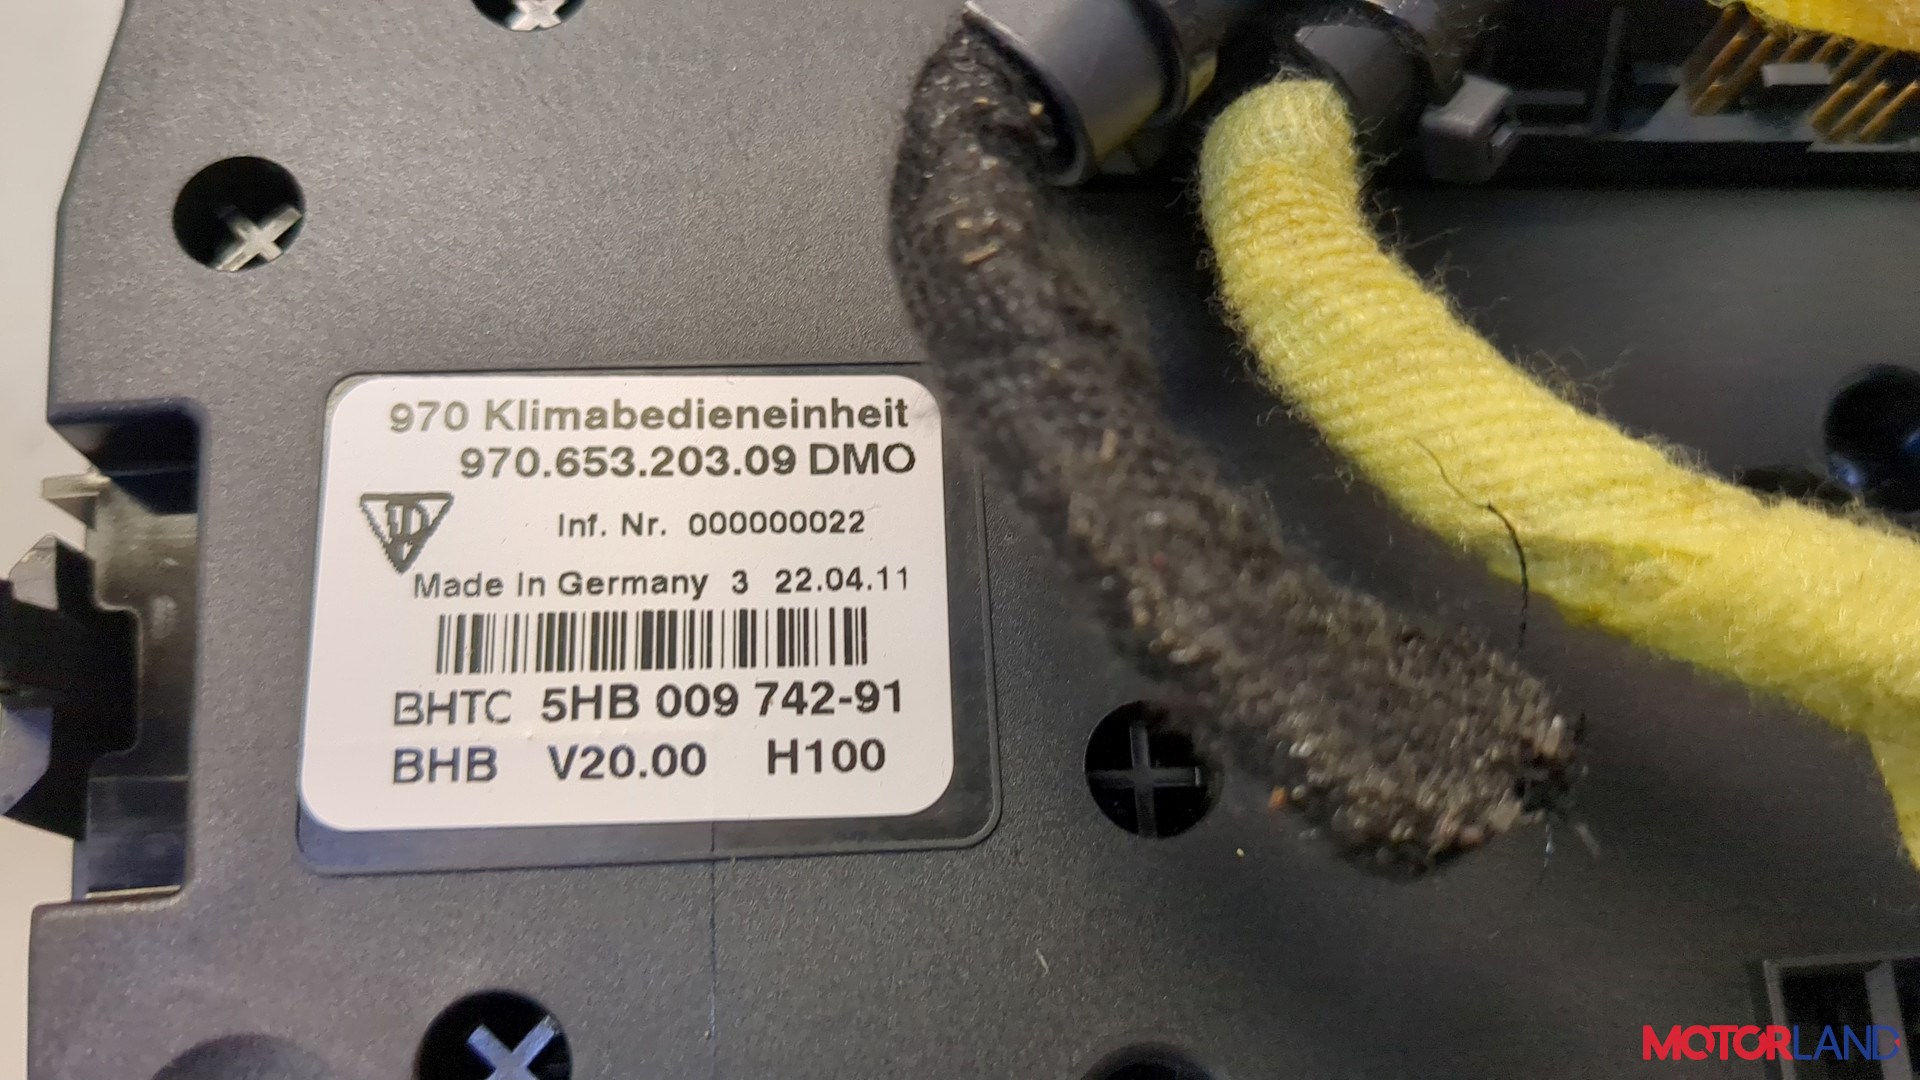 970 Klimabedieneinheit
970.653.203.09 DMO
Inf. Nr. 000000022
Made in Germany 3 22.04.11
BHTC 5HB 009 742-91
BHB V20.00 H100
MOTORLAND